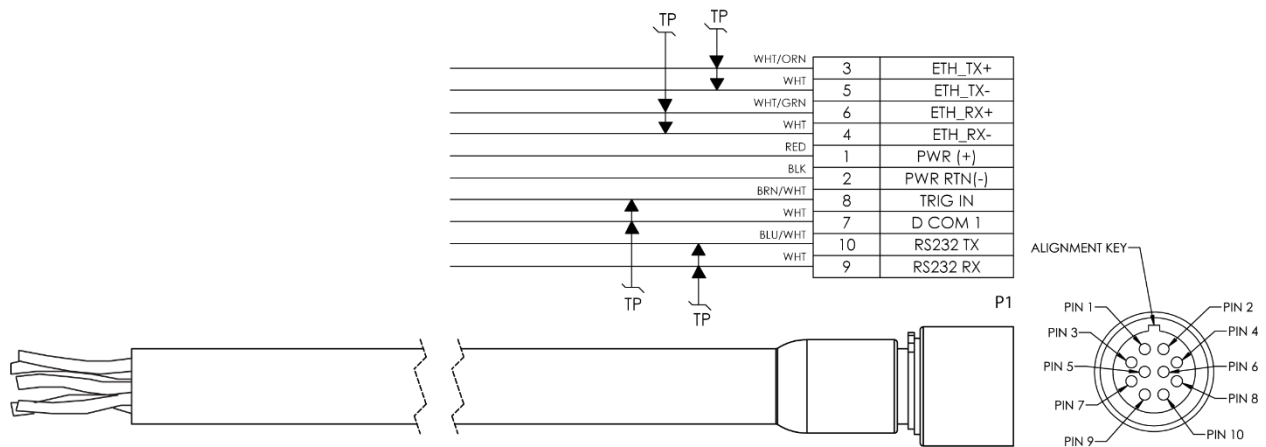 TP TP
WHT/ORN 3 ETH_TX+
WHT 5 ETH_TX-
WHT/GRN 6 ETH_RX+
WHT 4 ETH_RX-
RED 1 PWR (+)
BLK 2 PWR RTN(-)
BRN/WHT 8 TRIG IN
WHT 7 D COM 1
BLU/WHT 10 RS232 TX
WHT 9 RS232 RX
TP TP
ALIGNMENT KEY
P1
PIN 1 PIN 2
PIN 3 PIN 4
PIN 5 PIN 6
PIN 7 PIN 8
PIN 9 PIN 10